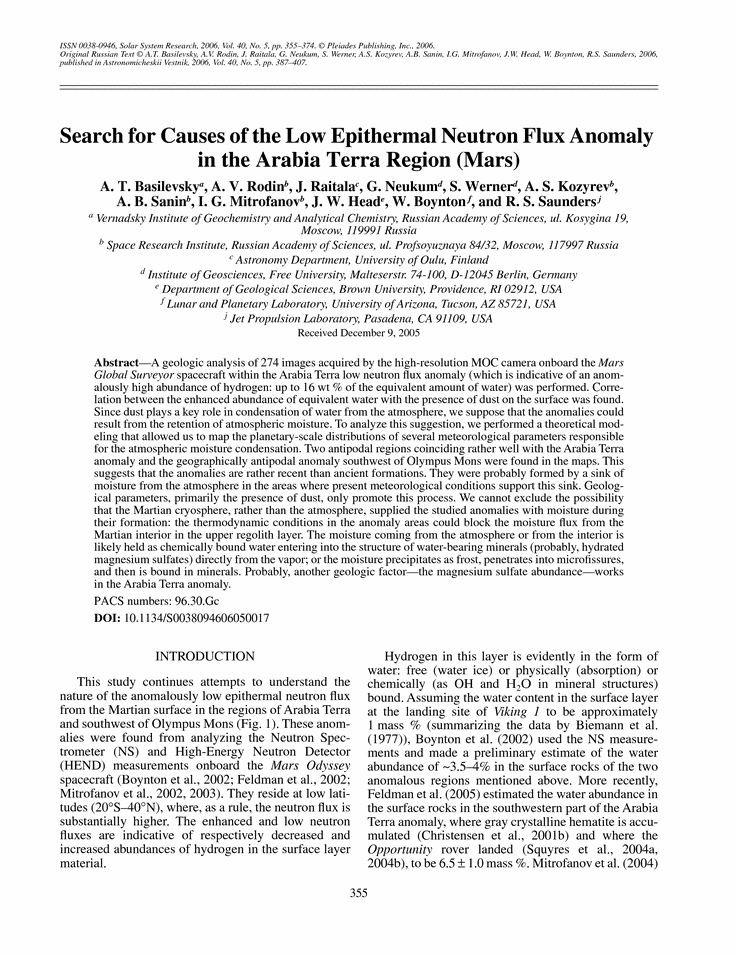 ISSN 0038-0946, Solar System Research, 2006, Vol. 40, No. 5, pp. 355–374. © Pleiades Publishing, Inc., 2006.
Original Russian Text © A.T. Basilevsky, A.V. Rodin, J. Raitala, G. Neukum, S. Werner, A.S. Kozyrev, A.B. Sanin, I.G. Mitrofanov, J.W. Head, W. Boynton, R.S. Saunders, 2006,
published in Astronomicheskii Vestnik, 2006, Vol. 40, No. 5, pp. 387–407.
Search for Causes of the Low Epithermal Neutron Flux Anomaly
in the Arabia Terra Region (Mars)
A. T. Basilevsky^a, A. V. Rodin^b, J. Raitala^c, G. Neukum^d, S. Werner^d, A. S. Kozyrev^b,
A. B. Sanin^b, I. G. Mitrofanov^b, J. W. Head^e, W. Boynton^f, and R. S. Saunders^j
^a Vernadsky Institute of Geochemistry and Analytical Chemistry, Russian Academy of Sciences, ul. Kosygina 19,
Moscow, 119991 Russia
^b Space Research Institute, Russian Academy of Sciences, ul. Profsoyuznaya 84/32, Moscow, 117997 Russia
^c Astronomy Department, University of Oulu, Finland
^d Institute of Geosciences, Free University, Malteserstr. 74-100, D-12045 Berlin, Germany
^e Department of Geological Sciences, Brown University, Providence, RI 02912, USA
^f Lunar and Planetary Laboratory, University of Arizona, Tucson, AZ 85721, USA
^j Jet Propulsion Laboratory, Pasadena, CA 91109, USA
Received December 9, 2005
Abstract—A geologic analysis of 274 images acquired by the high-resolution MOC camera onboard the Mars
Global Surveyor spacecraft within the Arabia Terra low neutron flux anomaly (which is indicative of an anom-
alously high abundance of hydrogen: up to 16 wt % of the equivalent amount of water) was performed. Corre-
lation between the enhanced abundance of equivalent water with the presence of dust on the surface was found.
Since dust plays a key role in condensation of water from the atmosphere, we suppose that the anomalies could
result from the retention of atmospheric moisture. To analyze this suggestion, we performed a theoretical mod-
eling that allowed us to map the planetary-scale distributions of several meteorological parameters responsible
for the atmospheric moisture condensation. Two antipodal regions coinciding rather well with the Arabia Terra
anomaly and the geographically antipodal anomaly southwest of Olympus Mons were found in the maps. This
suggests that the anomalies are rather recent than ancient formations. They were probably formed by a sink of
moisture from the atmosphere in the areas where present meteorological conditions support this sink. Geolog-
ical parameters, primarily the presence of dust, only promote this process. We cannot exclude the possibility
that the Martian cryosphere, rather than the atmosphere, supplied the studied anomalies with moisture during
their formation: the thermodynamic conditions in the anomaly areas could block the moisture flux from the
Martian interior in the upper regolith layer. The moisture coming from the atmosphere or from the interior is
likely held as chemically bound water entering into the structure of water-bearing minerals (probably, hydrated
magnesium sulfates) directly from the vapor; or the moisture precipitates as frost, penetrates into microfissures,
and then is bound in minerals. Probably, another geologic factor—the magnesium sulfate abundance—works
in the Arabia Terra anomaly.
PACS numbers: 96.30.Gc
DOI: 10.1134/S0038094606050017
INTRODUCTION
This study continues attempts to understand the
nature of the anomalously low epithermal neutron flux
from the Martian surface in the regions of Arabia Terra
and southwest of Olympus Mons (Fig. 1). These anom-
alies were found from analyzing the Neutron Spec-
trometer (NS) and High-Energy Neutron Detector
(HEND) measurements onboard the Mars Odyssey
spacecraft (Boynton et al., 2002; Feldman et al., 2002;
Mitrofanov et al., 2002, 2003). They reside at low lati-
tudes (20°S–40°N), where, as a rule, the neutron flux is
substantially higher. The enhanced and low neutron
fluxes are indicative of respectively decreased and
increased abundances of hydrogen in the surface layer
material.
Hydrogen in this layer is evidently in the form of
water: free (water ice) or physically (absorption) or
chemically (as OH and H₂O in mineral structures)
bound. Assuming the water content in the surface layer
at the landing site of Viking 1 to be approximately
1 mass % (summarizing the data by Biemann et al.
(1977)), Boynton et al. (2002) used the NS measure-
ments and made a preliminary estimate of the water
abundance of ~3.5–4% in the surface rocks of the two
anomalous regions mentioned above. More recently,
Feldman et al. (2005) estimated the water abundance in
the surface rocks in the southwestern part of the Arabia
Terra anomaly, where gray crystalline hematite is accu-
mulated (Christensen et al., 2001b) and where the
Opportunity rover landed (Squyres et al., 2004a,
2004b), to be 6.5 ± 1.0 mass %. Mitrofanov et al. (2004)
355